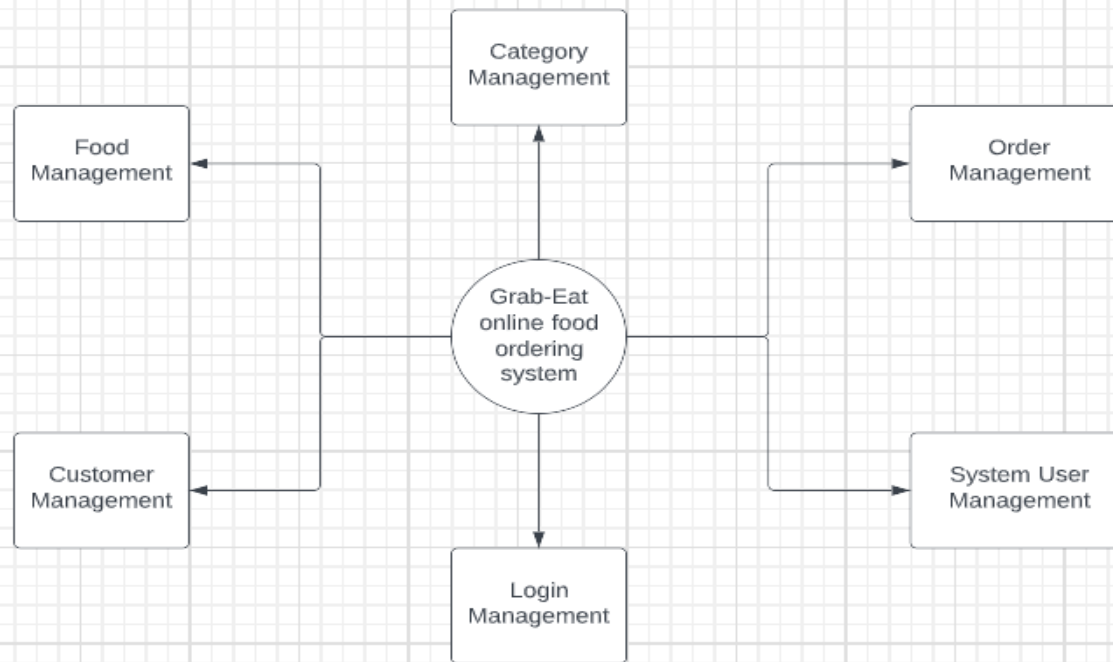 Category
Management
Food
Management
Order
Management
Grab-Eat
online food
ordering
system
Customer
Management
System User
Management
Login
Management